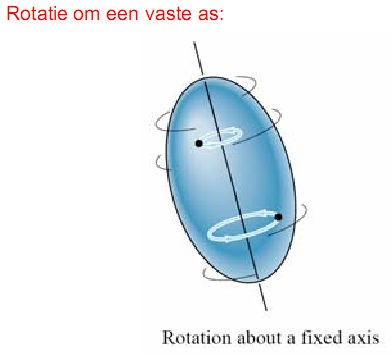 Rotatie om een vaste as:
Rotation about a fixed axis